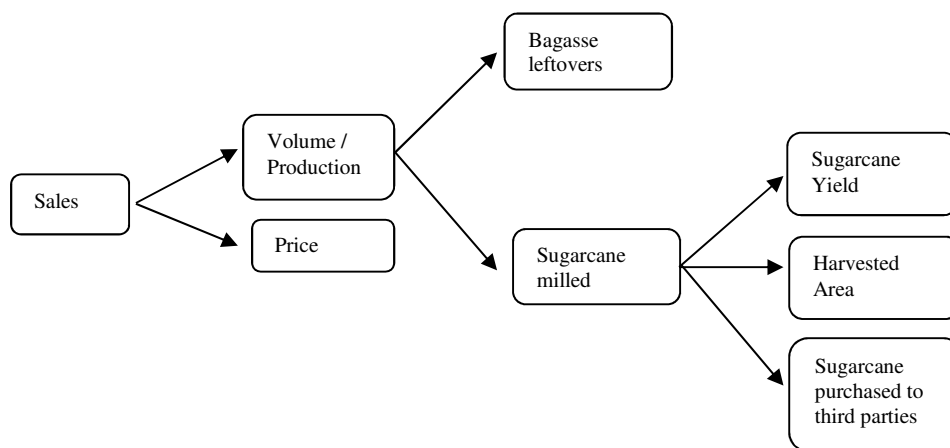 Sales
Volume /
Production
Price
Bagasse
leftovers
Sugarcane
milled
Sugarcane
Yield
Harvested
Area
Sugarcane
purchased to
third parties